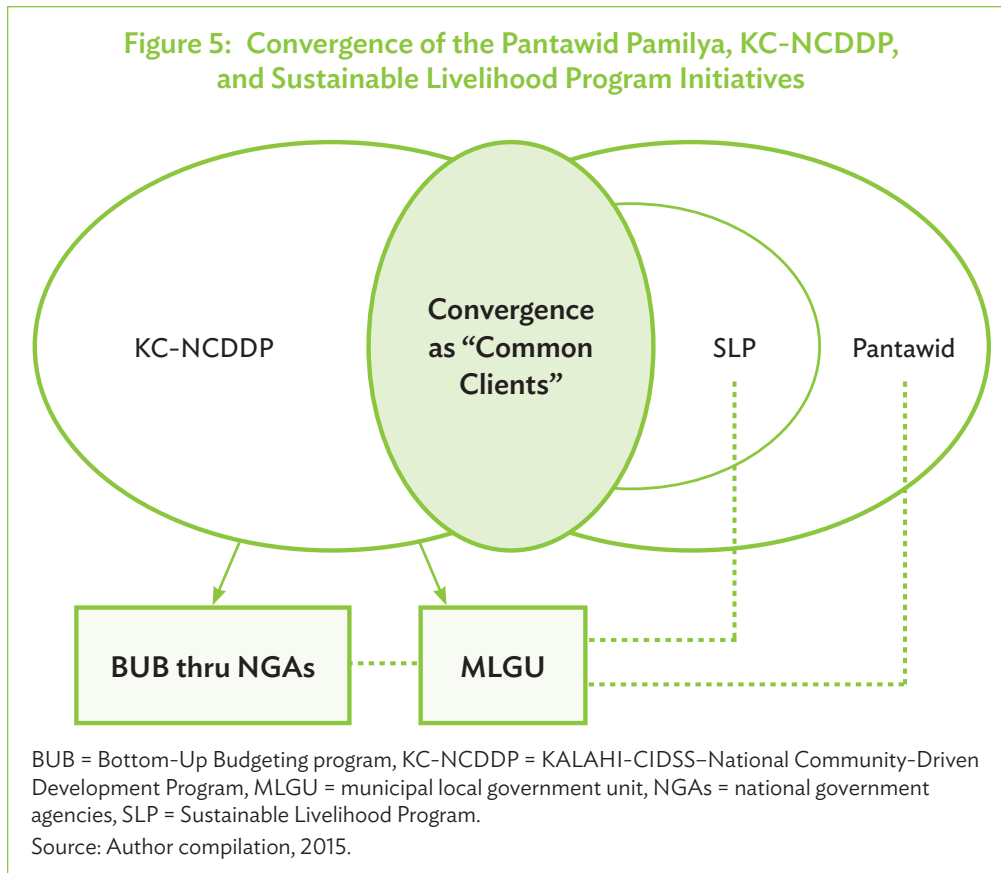 Figure 5: Convergence of the Pantawid Pamilya, KC-NCDDP,
and Sustainable Livelihood Program Initiatives
KC-NCDDP
Convergence
as “Common
Clients”
SLP
Pantawid
BUB thru NGAs
MLGU
BUB = Bottom-Up Budgeting program, KC-NCDDP = KALAHI-CIDSS–National Community-Driven
Development Program, MLGU = municipal local government unit, NGAs = national government
agencies, SLP = Sustainable Livelihood Program.
Source: Author compilation, 2015.